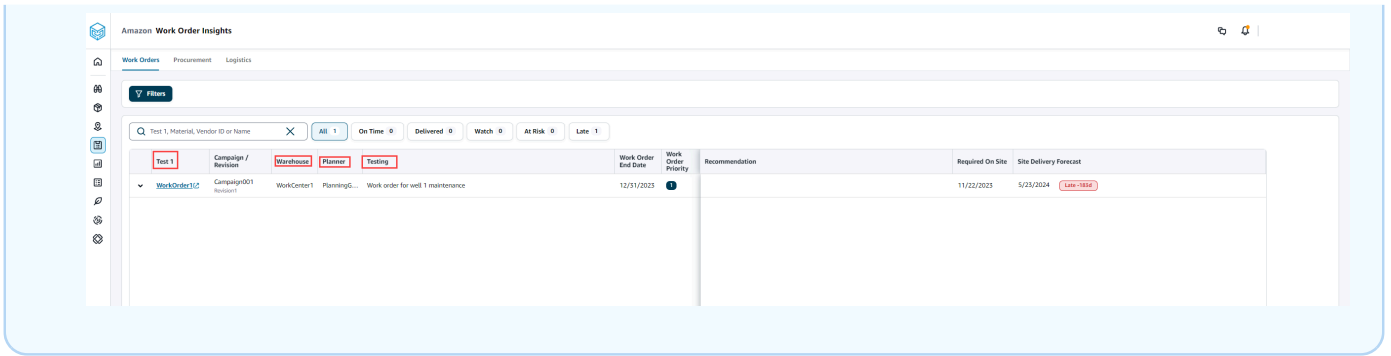 Amazon Work Order Insights
Work Orders Procurement Logistics
Filters
Test 1, Material, Vendor ID or Name All 1 On Time 0 Delivered 0 Watch 0 At Risk 0 Late 1
Test 1 Campaign / Revision Warehouse Planner Testing Work Order End Date Work Order Priority Recommendation Required On Site Site Delivery Forecast
WorkOrder1 Campaign001 WorkCenter1 PlanningG... Work order for well 1 maintenance 12/31/2023 1 11/22/2023 5/23/2024 Late -183d
Revision1